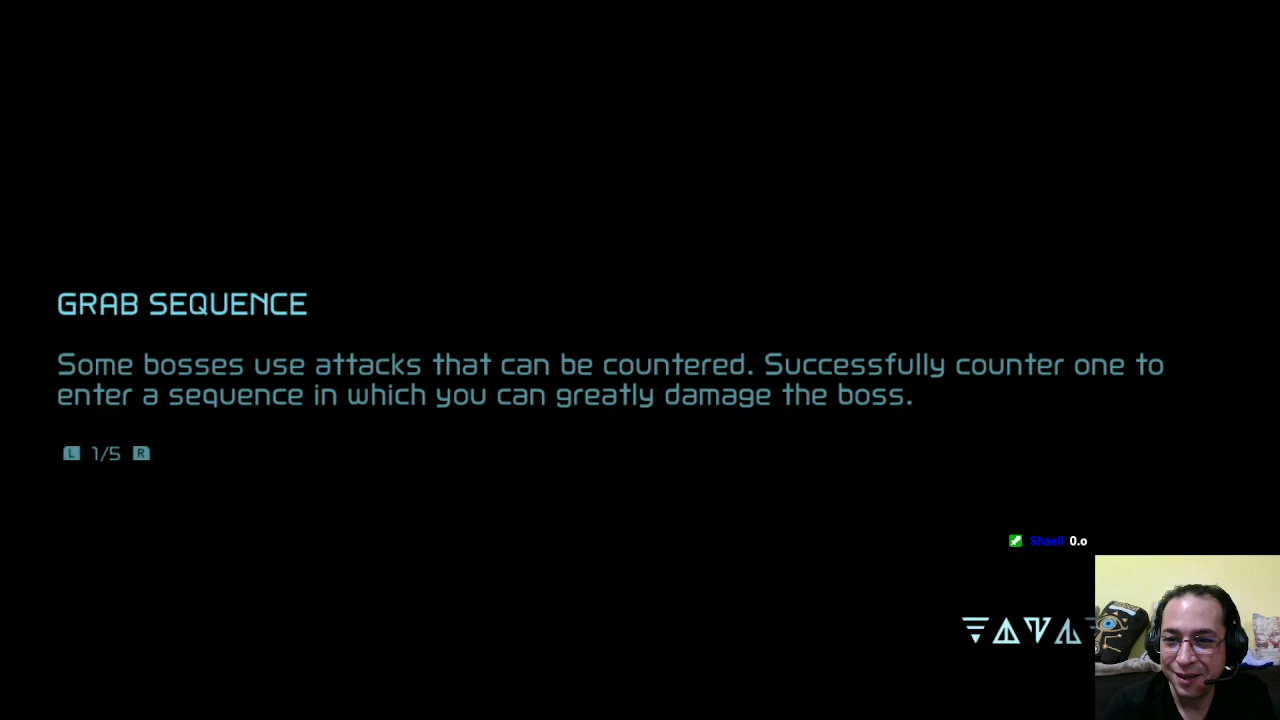 GRAB SEQUENCE
Some bosses use attacks that can be countered. Successfully counter one to
enter a sequence in which you can greatly damage the boss.
L 1/5 R
Shaell 0.o